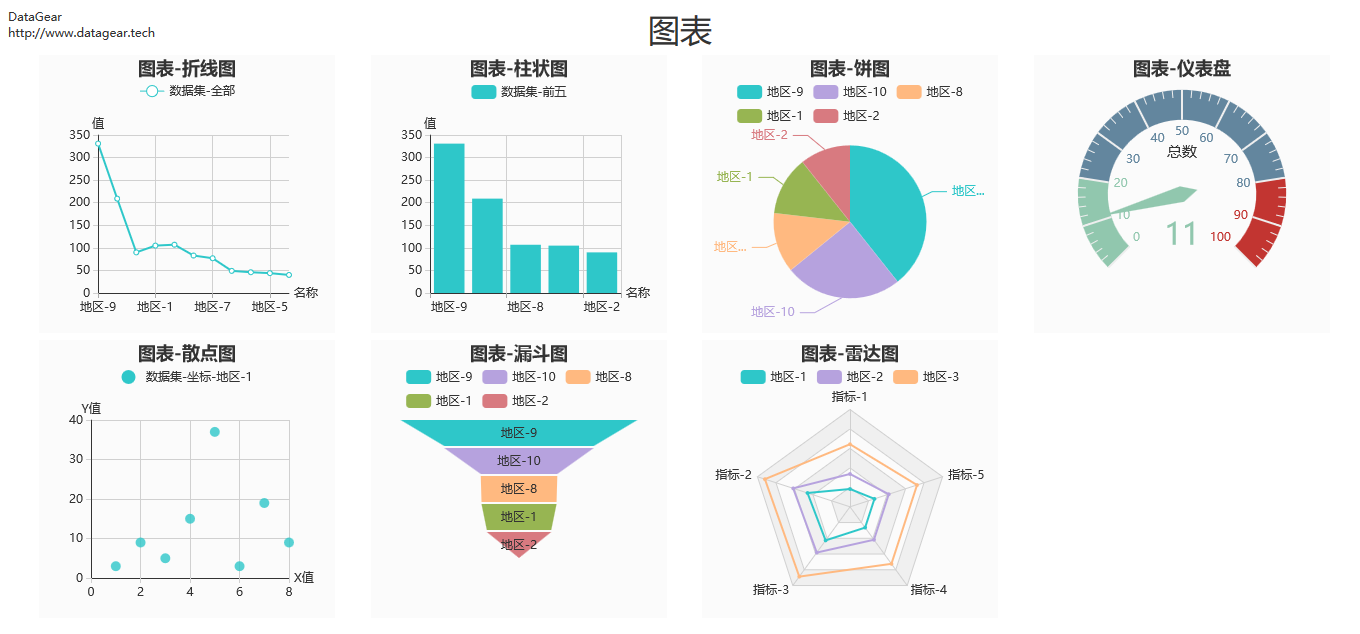 DataGear
http://www.datagear.tech
图表
图表-折线图
数据集-全部
值
350
300
250
200
150
100
50
0
名称
地区-9 地区-1 地区-7 地区-5
图表-柱状图
数据集-前五
值
350
300
250
200
150
100
50
0
名称
地区-9 地区-8 地区-2
图表-饼图
地区-9 地区-10 地区-8
地区-1 地区-2
地区-2
地区-1
地区...
地区...
地区-10
图表-仪表盘
50
40 60
总数
30 70
20 80
10 90
0 11 100
图表-散点图
数据集-坐标-地区-1
Y值
40
30
20
10
0
X值
0 2 4 6 8
图表-漏斗图
地区-9 地区-10 地区-8
地区-1 地区-2
地区-9
地区-10
地区-8
地区-1
地区-2
图表-雷达图
地区-1 地区-2 地区-3
指标-1
指标-2 指标-5
指标-3 指标-4